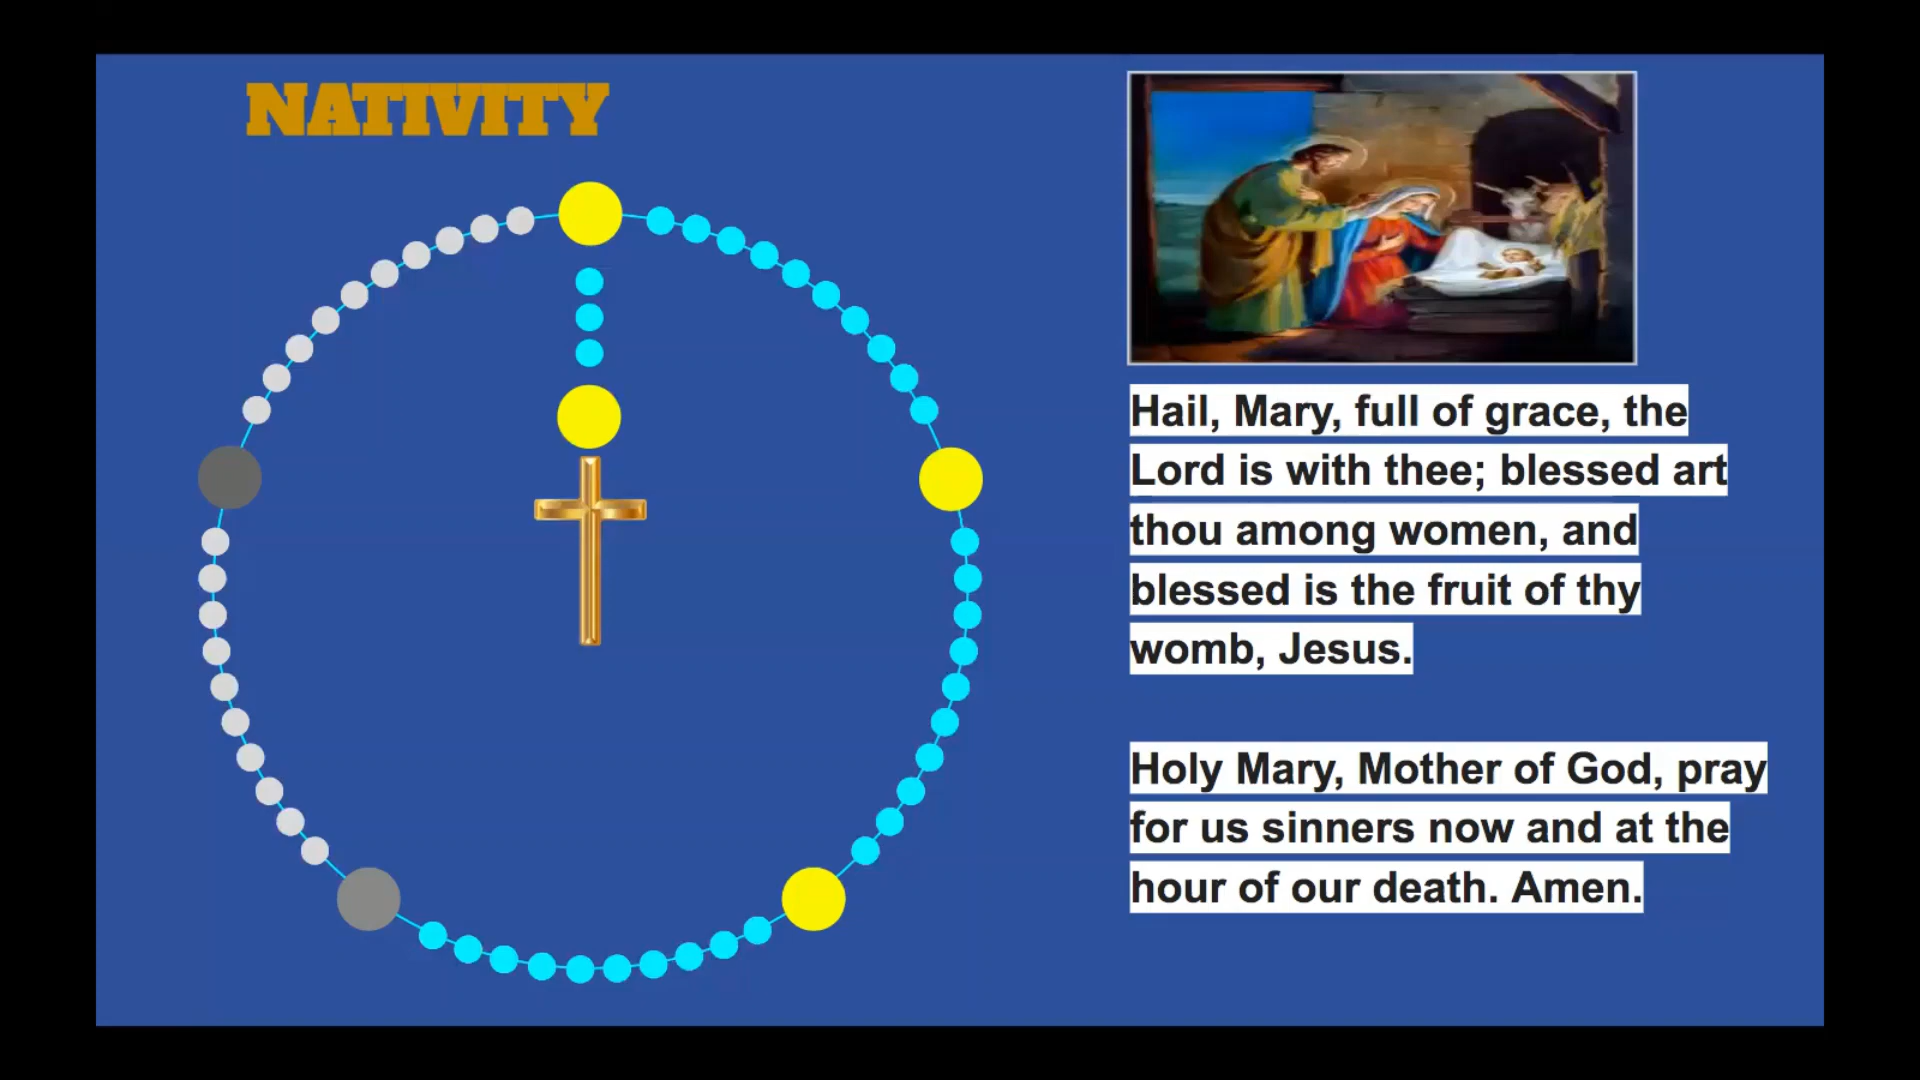 NATIVITY
Hail, Mary, full of grace, the
Lord is with thee; blessed art
thou among women, and
blessed is the fruit of thy
womb, Jesus.
Holy Mary, Mother of God, pray
for us sinners now and at the
hour of our death. Amen.